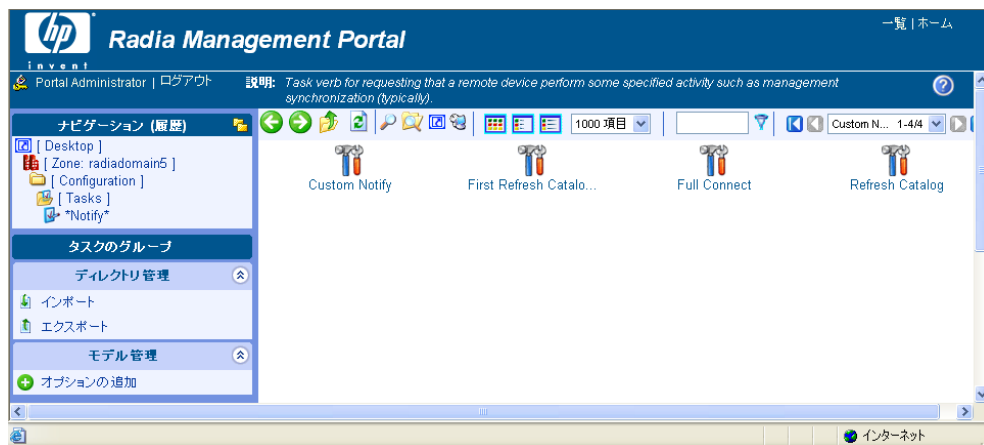 hp
invent
Radia Management Portal
一覧 | ホーム
Portal Administrator | ログアウト
説明: Task verb for requesting that a remote device perform some specified activity such as management
synchronization (typically).
ナビゲーション (履歴)
1000 項目
Custom N... 1-4/4
[ Desktop ]
[ Zone: radiadomain5 ]
[ Configuration ]
[ Tasks ]
*Notify*
Custom Notify
First Refresh Catalo...
Full Connect
Refresh Catalog
タスクのグループ
ディレクトリ管理
インポート
エクスポート
モデル管理
オプションの追加
インターネット